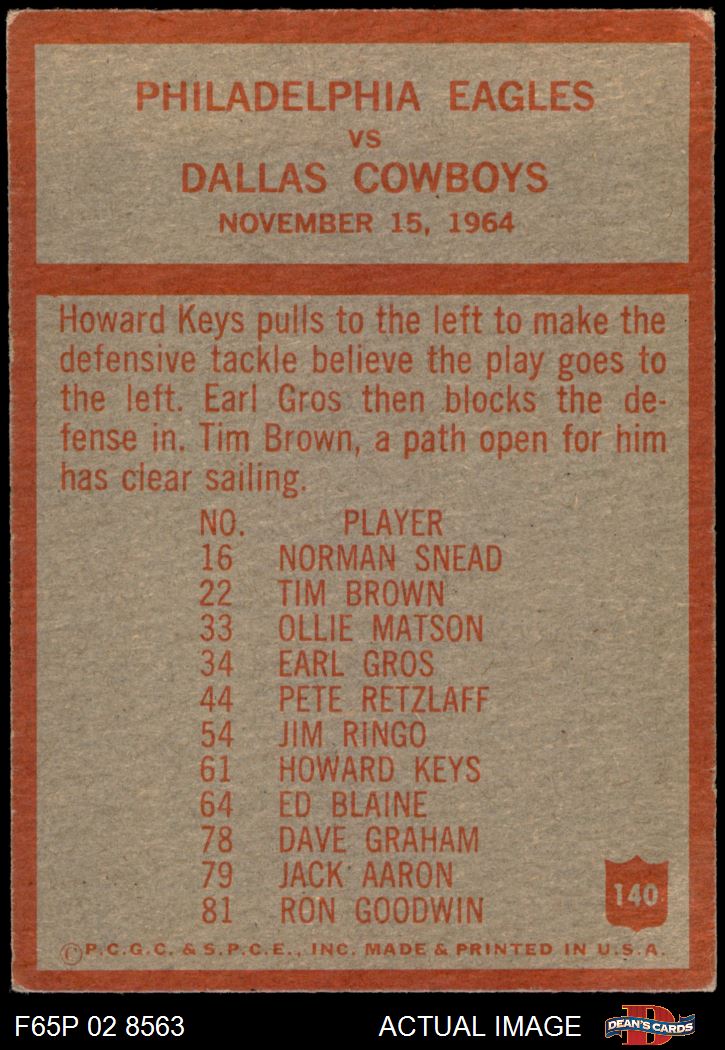 PHILADELPHIA EAGLES
VS
DALLAS COWBOYS
NOVEMBER 15, 1964
Howard Keys pulls to the left to make the
defensive tackle believe the play goes to
the left. Earl Gros then blocks the de-
fense in. Tim Brown, a path open for him
has clear sailing.
NO. PLAYER
16 NORMAN SNEAD
22 TIM BROWN
33 OLLIE MATSON
34 EARL GROS
44 PETE RETZLAFF
54 JIM RINGO
61 HOWARD KEYS
64 ED BLAINE
78 DAVE GRAHAM
79 JACK AARON
81 RON GOODWIN
140
©P.C.G.C. & S.P.C.E., INC. MADE & PRINTED IN U.S.A.
F65P 02 8563 ACTUAL IMAGE
DEAN'S CARDS